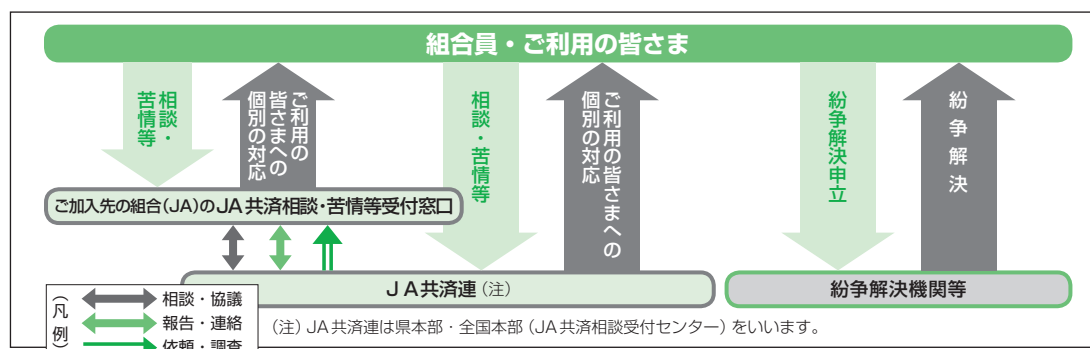 組合員・ご利用の皆さま
相談・
苦情等
ご利用の
皆さまへの
個別の対応
相談・苦情等
ご利用の皆さまへの
個別の対応
紛争解決申立
紛争解決
ご加入先の組合(JA)のJA共済相談・苦情等受付窓口
JA共済連(注)
紛争解決機関等
(凡例)
相談・協議
報告・連絡
依頼・調査
(注)JA共済連は県本部・全国本部(JA共済相談受付センター)をいいます。